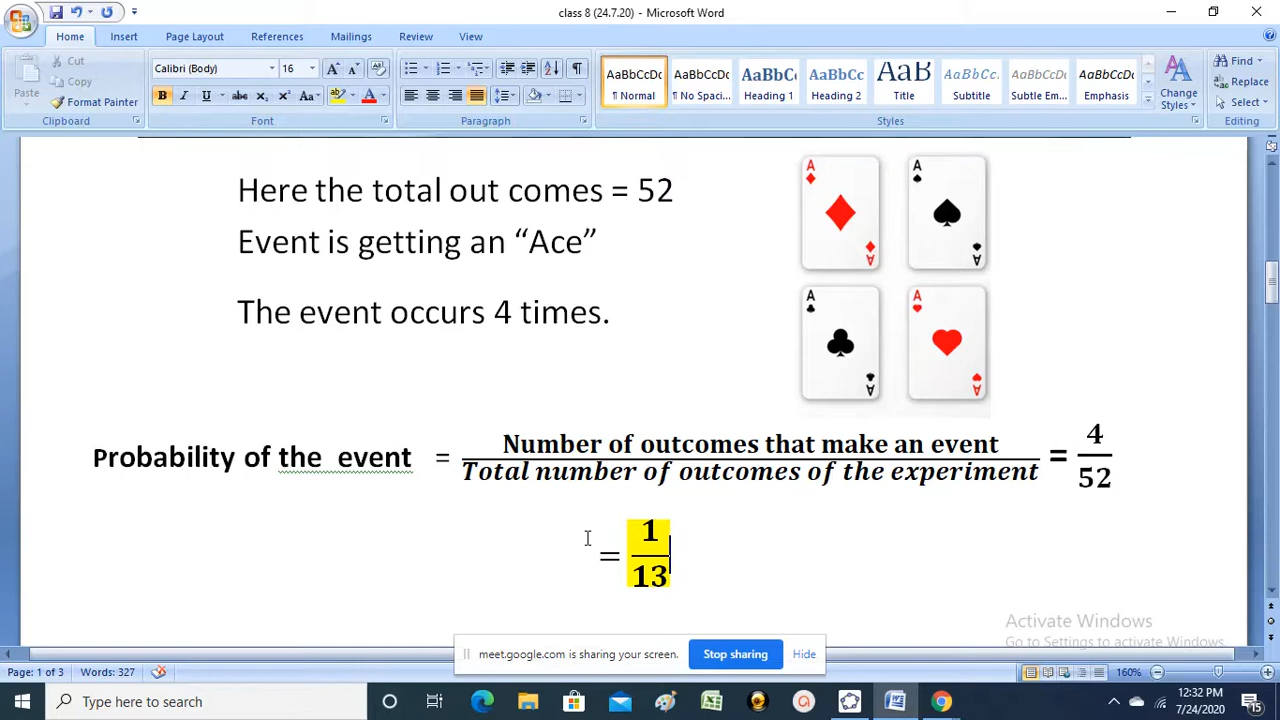 class 8 (24.7.20) - Microsoft Word
Home Insert Page Layout References Mailings Review View
Paste
Cut
Copy
Format Painter
Clipboard
Calibri (Body) 16
B I U abc x₂ x² Aa
Font
Paragraph
AaBbCcDc AaBbCcDc AaBbCc AaBbCc AaB AaBbCcI AaBbCcDc AaBbCcDc
¶ Normal ¶ No Spaci... Heading 1 Heading 2 Title Subtitle Subtle Em... Emphasis
Change
Styles
Styles
Find
Replace
Select
Editing
Here the total out comes = 52
Event is getting an “Ace”
The event occurs 4 times.
A A
A A
A A
A A
Probability of the event = Number of outcomes that make an event / Total number of outcomes of the experiment = 4/52
= 1/13
Activate Windows
Go to Settings to activate Windows.
meet.google.com is sharing your screen. Stop sharing Hide
Page: 1 of 3 Words: 327 160%
Type here to search
12:32 PM
7/24/2020